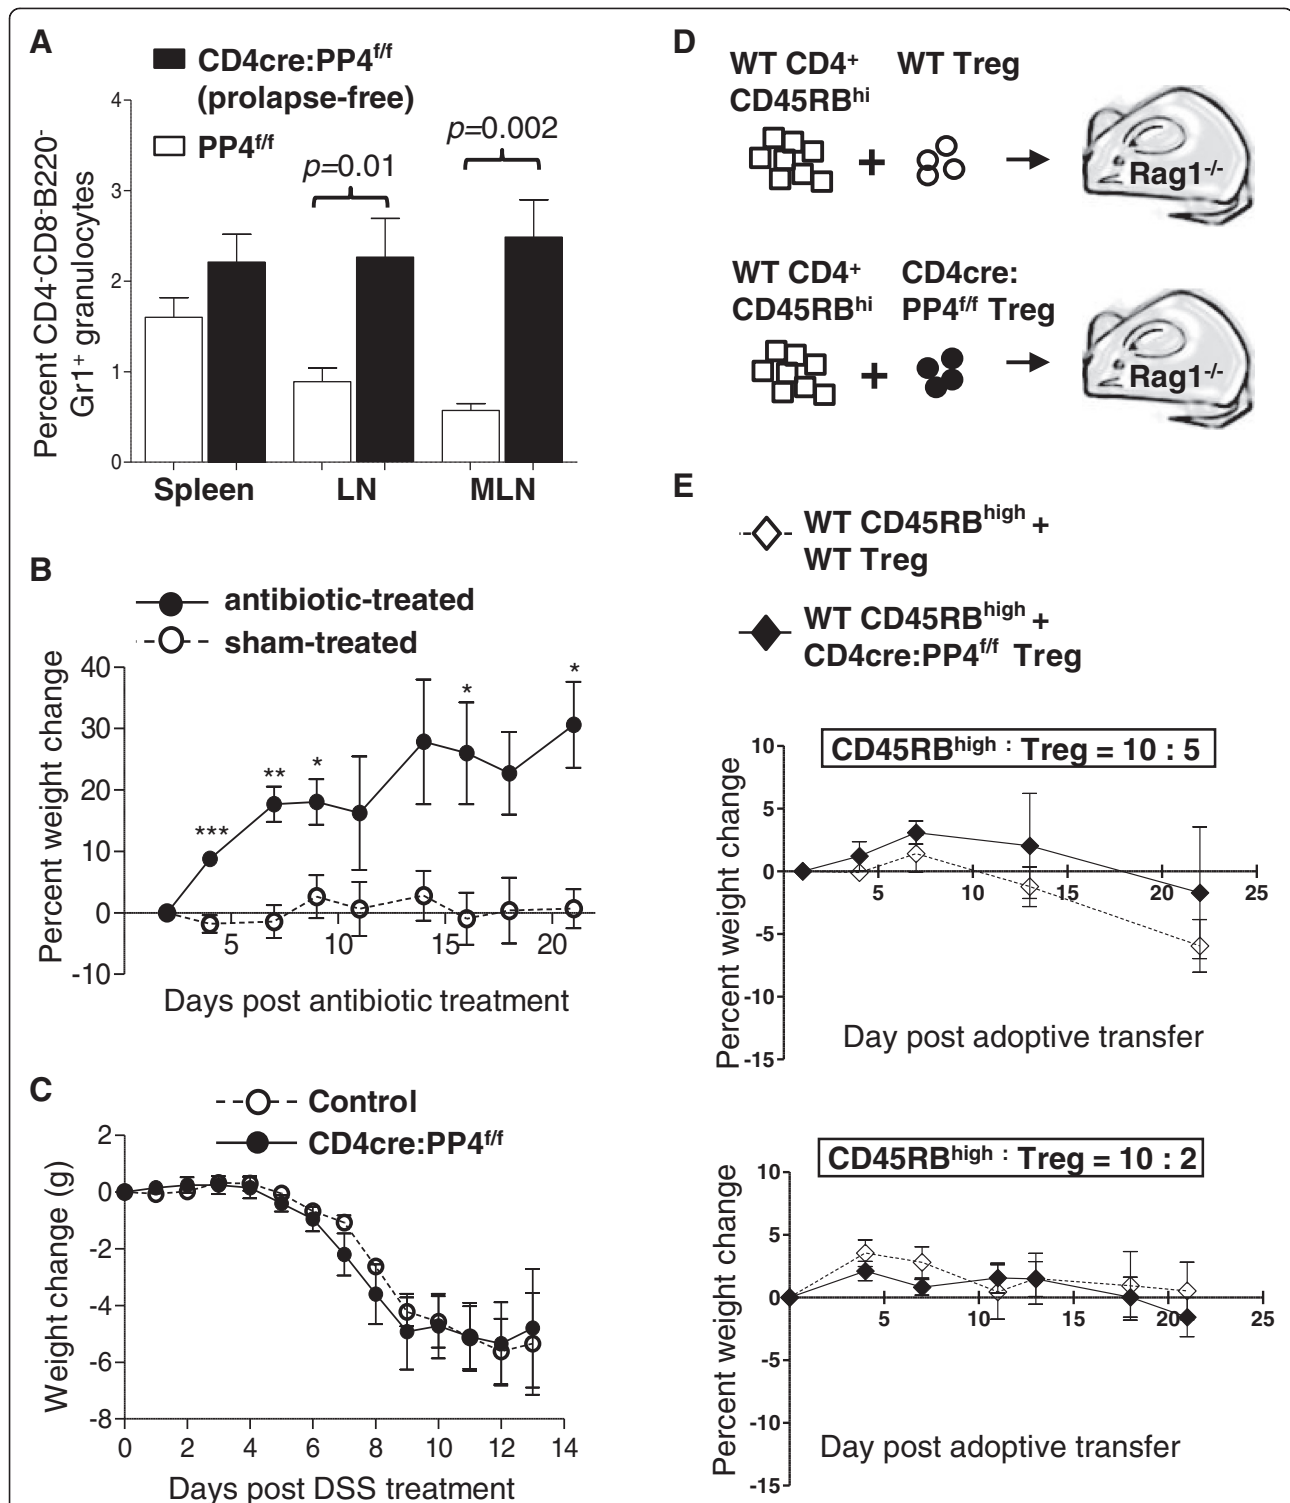 A
CD4cre:PP4f/f
(prolapse-free)
PP4f/f
Percent CD4-CD8-B220-
Gr1+ granulocytes
4
3
2
1
0
p=0.01
p=0.002
Spleen LN MLN
B
antibiotic-treated
sham-treated
Percent weight change
40
30
20
10
0
-10
***
**
*
*
*
5 10 15 20
Days post antibiotic treatment
C
Control
CD4cre:PP4f/f
Weight change (g)
2
0
-2
-4
-6
-8
0 2 4 6 8 10 12 14
Days post DSS treatment
D
WT CD4+ WT Treg
CD45RBhi
+
Rag1-/-
WT CD4+ CD4cre:
CD45RBhi PP4f/f Treg
+
Rag1-/-
E
WT CD45RBhigh +
WT Treg
WT CD45RBhigh +
CD4cre:PP4f/f Treg
CD45RBhigh : Treg = 10 : 5
Percent weight change
10
5
0
-5
-10
-15
5 10 15 20 25
Day post adoptive transfer
CD45RBhigh : Treg = 10 : 2
Percent weight change
10
5
0
-5
-10
-15
5 10 15 20 25
Day post adoptive transfer